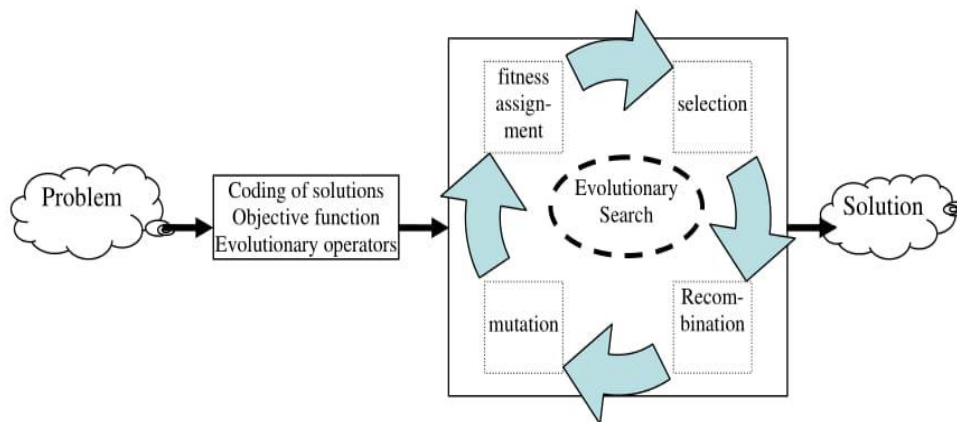 Problem
Coding of solutions
Objective function
Evolutionary operators
fitness
assign-
ment
selection
Evolutionary
Search
mutation
Recom-
bination
Solution